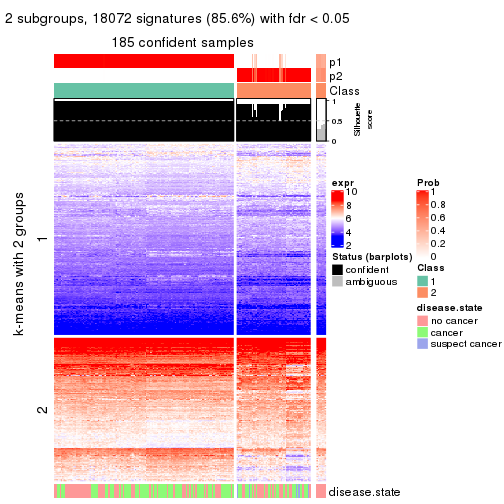 2 subgroups, 18072 signatures (85.6%) with fdr < 0.05
185 confident samples
p1
p2
Class
1
0.5
0
Silhouette
score
k-means with 2 groups
1
2
expr
10
8
6
4
2
Status (barplots)
confident
ambiguous
Prob
1
0.8
0.6
0.4
0.2
0
Class
1
2
disease.state
no cancer
cancer
suspect cancer
disease.state